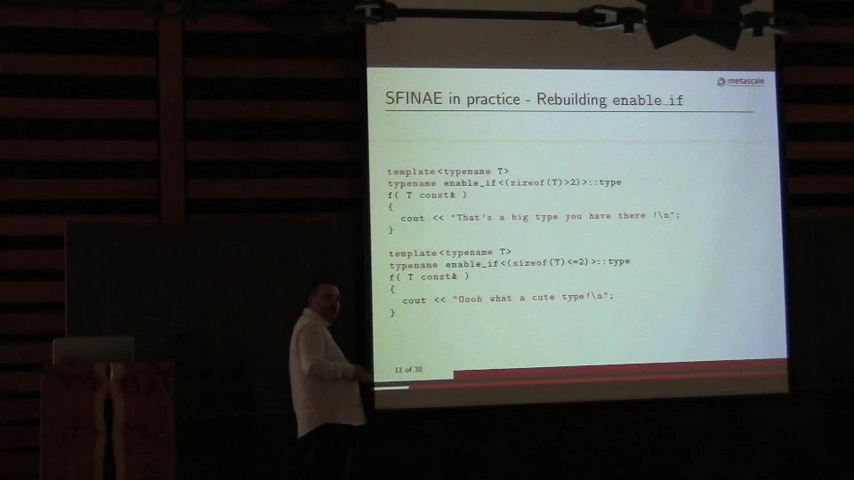 metascale
SFINAE in practice - Rebuilding enable_if
template<typename T>
typename enable_if<(sizeof(T)>2)>::type
f( T const& )
{
cout << "That's a big type you have there !\n";
}
template<typename T>
typename enable_if<(sizeof(T)<=2)>::type
f( T const& )
{
cout << "Oooh what a cute type!\n";
}
11 of 38